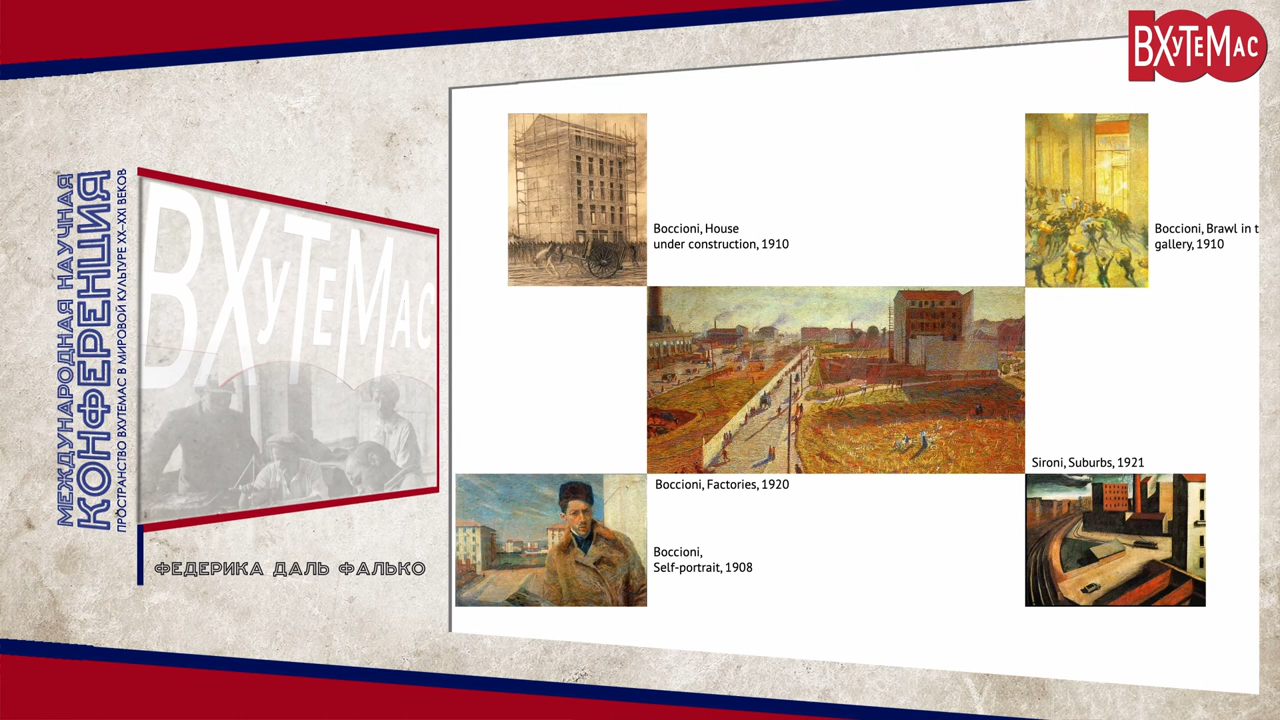 ВХУТЕМАС
МЕЖДУНАРОДНАЯ НАУЧНАЯ
КОНФЕРЕНЦИЯ
ПРОСТРАНСТВО ВХУТЕМАС В МИРОВОЙ КУЛЬТУРЕ XX–XXI ВЕКОВ
ВХУТЕМАС
ФЕДЕРИКА ДАЛЬ ФАЛЬКО
Boccioni, House
under construction, 1910
Boccioni, Brawl in t
gallery, 1910
Sironi, Suburbs, 1921
Boccioni, Factories, 1920
Boccioni,
Self-portrait, 1908